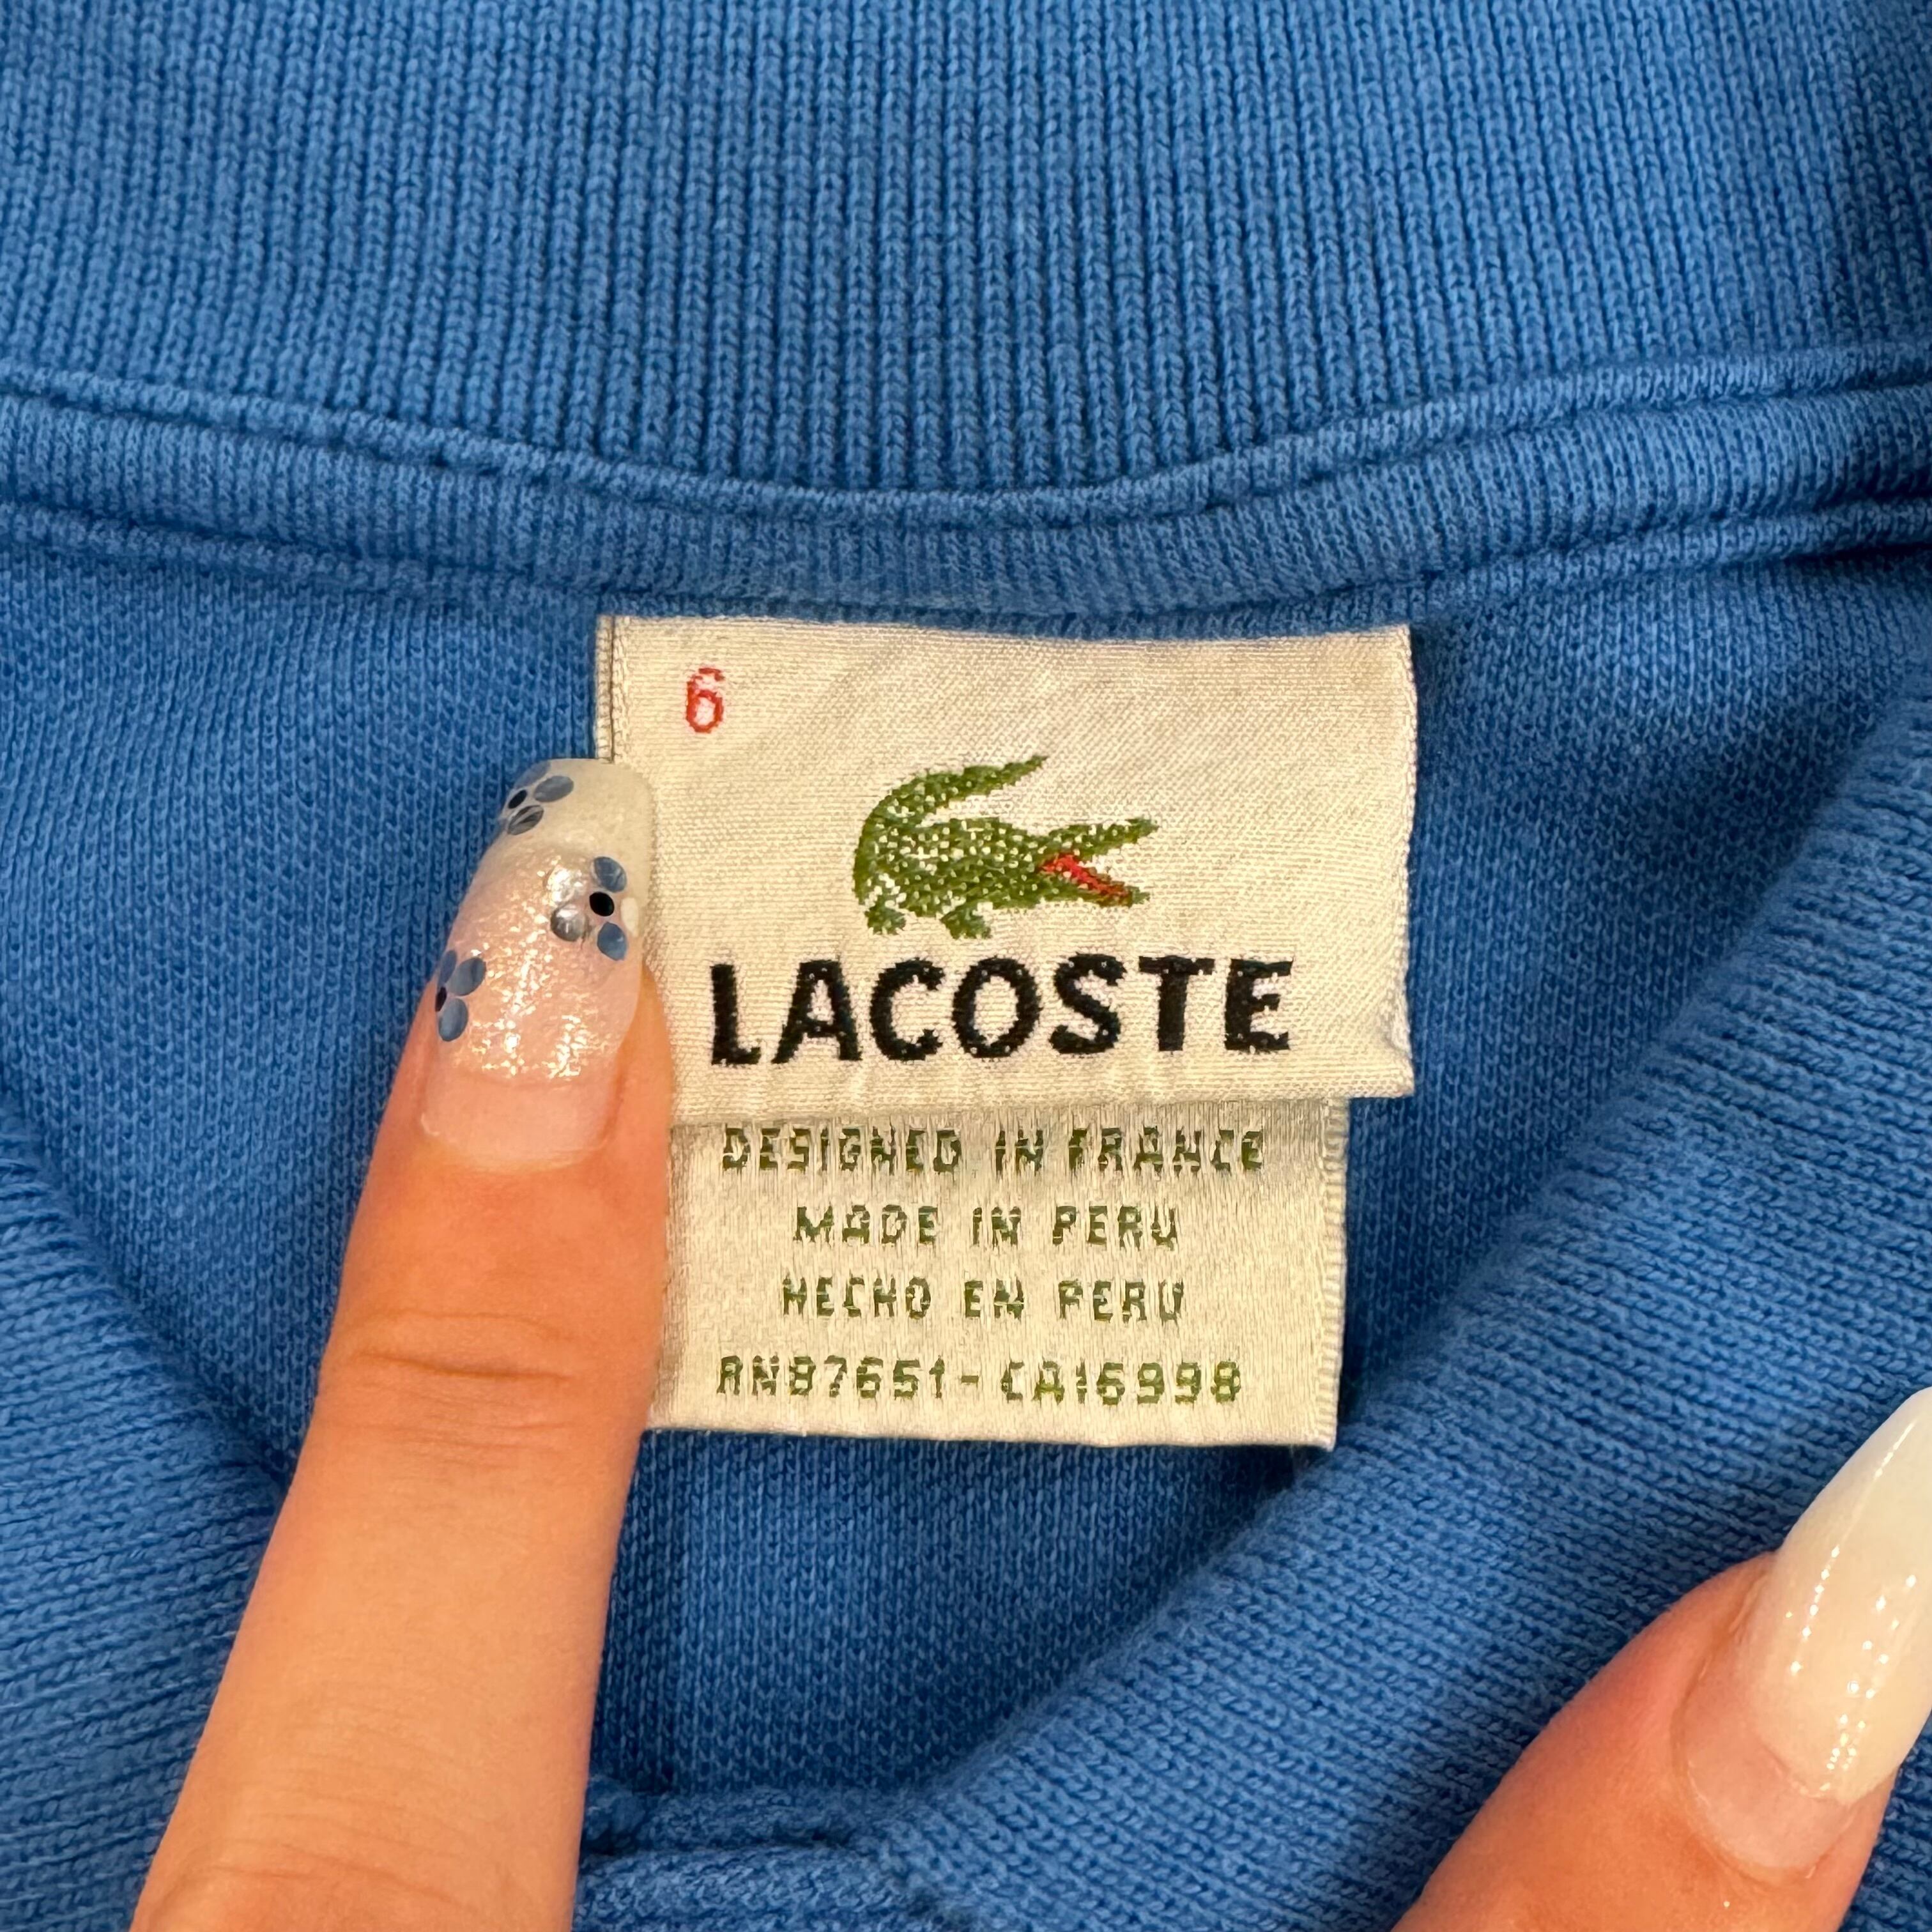 6
LACOSTE
DESIGNED IN FRANCE
MADE IN PERU
HECHO EN PERU
RN87651-CA16998